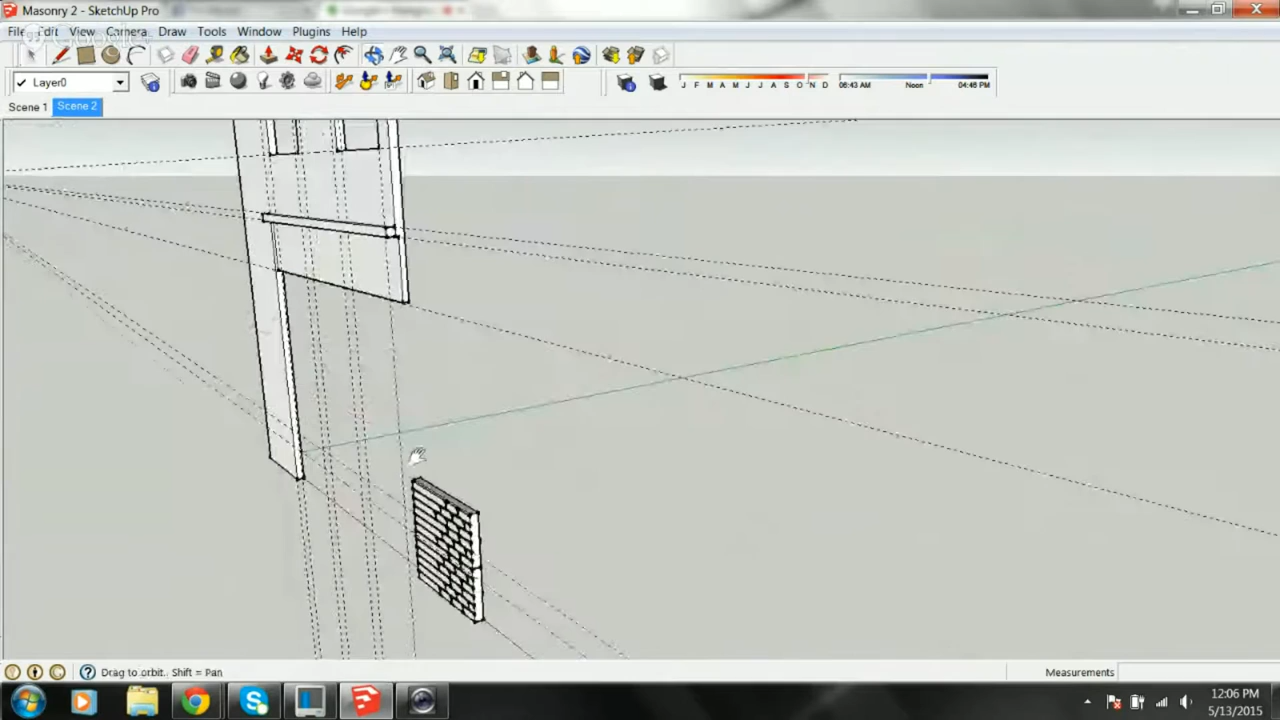 Masonry 2 - SketchUp Pro
File Edit View Camera Draw Tools Window Plugins Help
Layer0
J F M A M J J A S O N D
06:43 AM Noon 04:46 PM
Scene 1 Scene 2
Drag to orbit. Shift = Pan
Measurements
12:06 PM
5/13/2015